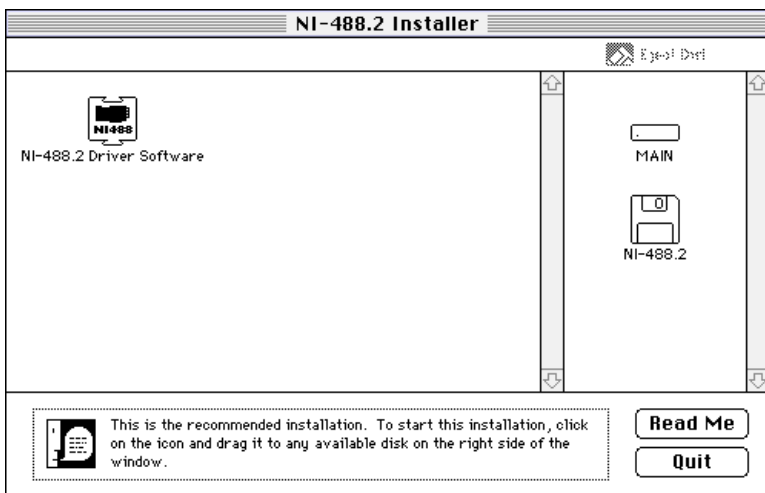 NI-488.2 Installer
Eject Disk
NI488
NI-488.2 Driver Software
MAIN
NI-488.2
This is the recommended installation. To start this installation, click
on the icon and drag it to any available disk on the right side of the
window.
Read Me
Quit